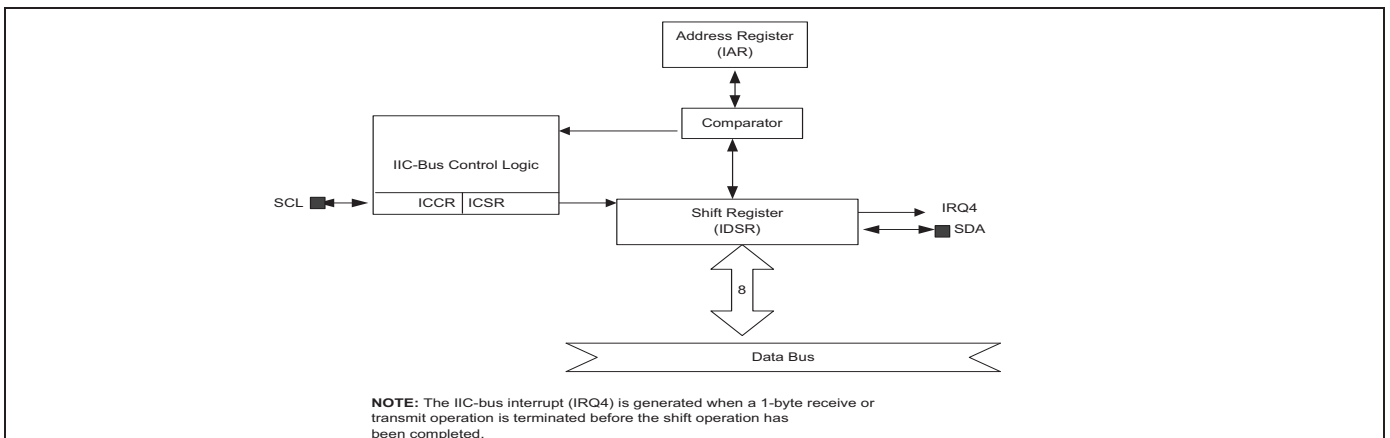 Address Register
(IAR)
Comparator
IIC-Bus Control Logic
SCL
ICCR ICSR
Shift Register
(IDSR)
IRQ4
SDA
8
Data Bus
NOTE: The IIC-bus interrupt (IRQ4) is generated when a 1-byte receive or
transmit operation is terminated before the shift operation has
been completed.